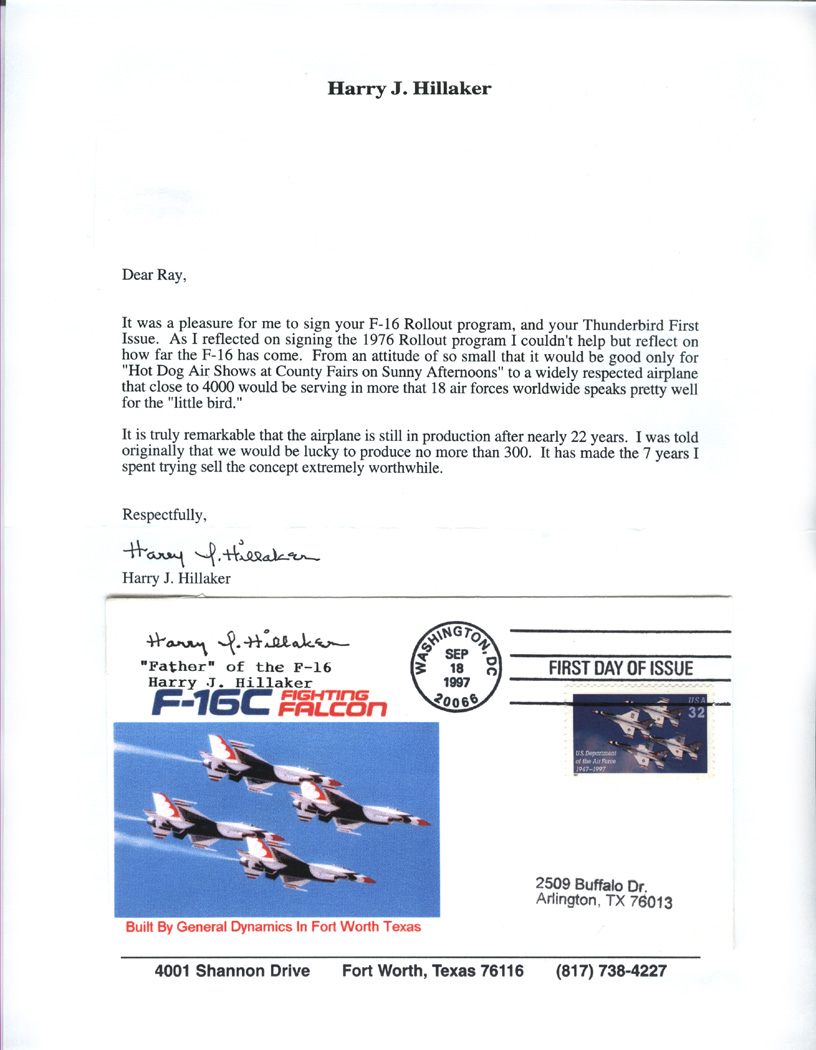 Harry J. Hillaker
Dear Ray,
It was a pleasure for me to sign your F-16 Rollout program, and your Thunderbird First
Issue.  As I reflected on signing the 1976 Rollout program I couldn't help but reflect on
how far the F-16 has come.  From an attitude of so small that it would be good only for
"Hot Dog Air Shows at County Fairs on Sunny Afternoons" to a widely respected airplane
that close to 4000 would be serving in more that 18 air forces worldwide speaks pretty well
for the "little bird."
It is truly remarkable that the airplane is still in production after nearly 22 years.  I was told
originally that we would be lucky to produce no more than 300.  It has made the 7 years I
spent trying sell the concept extremely worthwhile.
Respectfully,
Harry J. Hillaker
Harry J. Hillaker
Harry J. Hillaker
"Father" of the F-16
Harry J. Hillaker
F-16C FIGHTING
FALCON
WASHINGTON, DC
SEP
18
1997
20066
FIRST DAY OF ISSUE
USA
32
U.S. Department
of the Air Force
1947-1997
2509 Buffalo Dr.
Arlington, TX 76013
Built By General Dynamics In Fort Worth Texas
4001 Shannon Drive Fort Worth, Texas 76116 (817) 738-4227